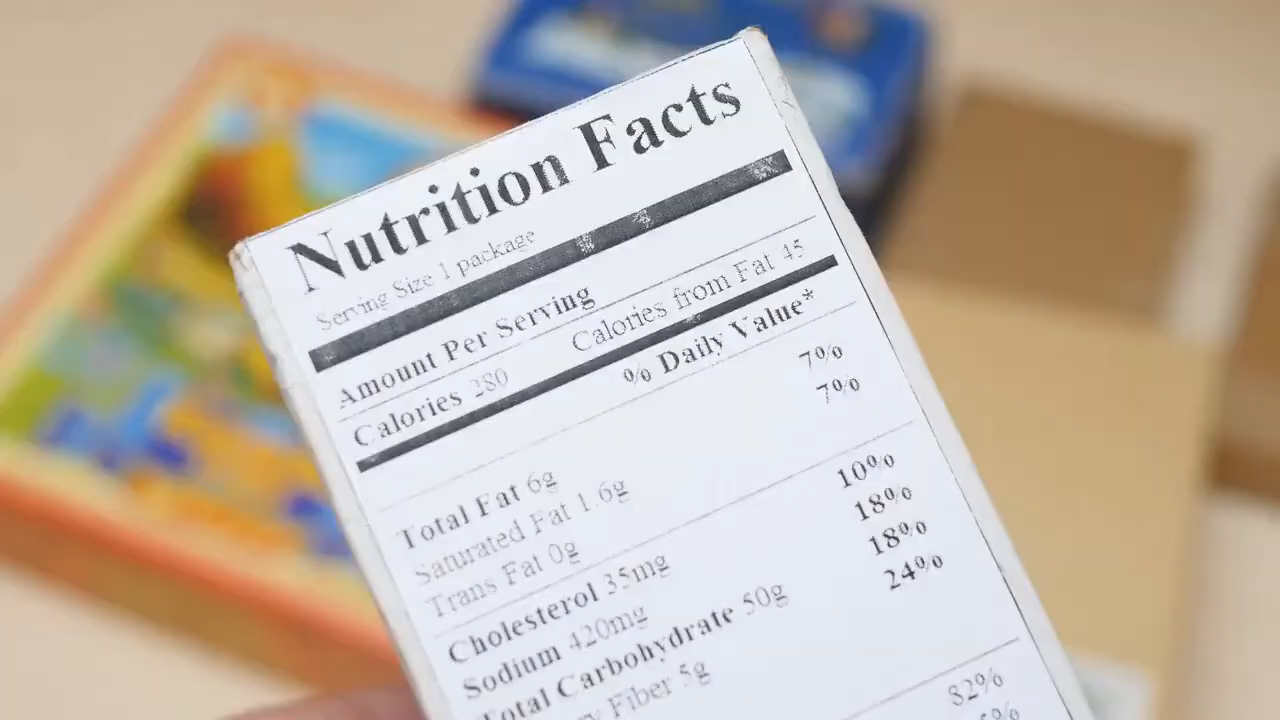 Nutrition Facts
Serving Size 1 package
Amount Per Serving
Calories 280 Calories from Fat 45
% Daily Value*
Total Fat 6g 7%
Saturated Fat 1.6g 7%
Trans Fat 0g
Cholesterol 35mg 10%
Sodium 420mg 18%
Total Carbohydrate 50g 18%
Fiber 5g 24%
82%